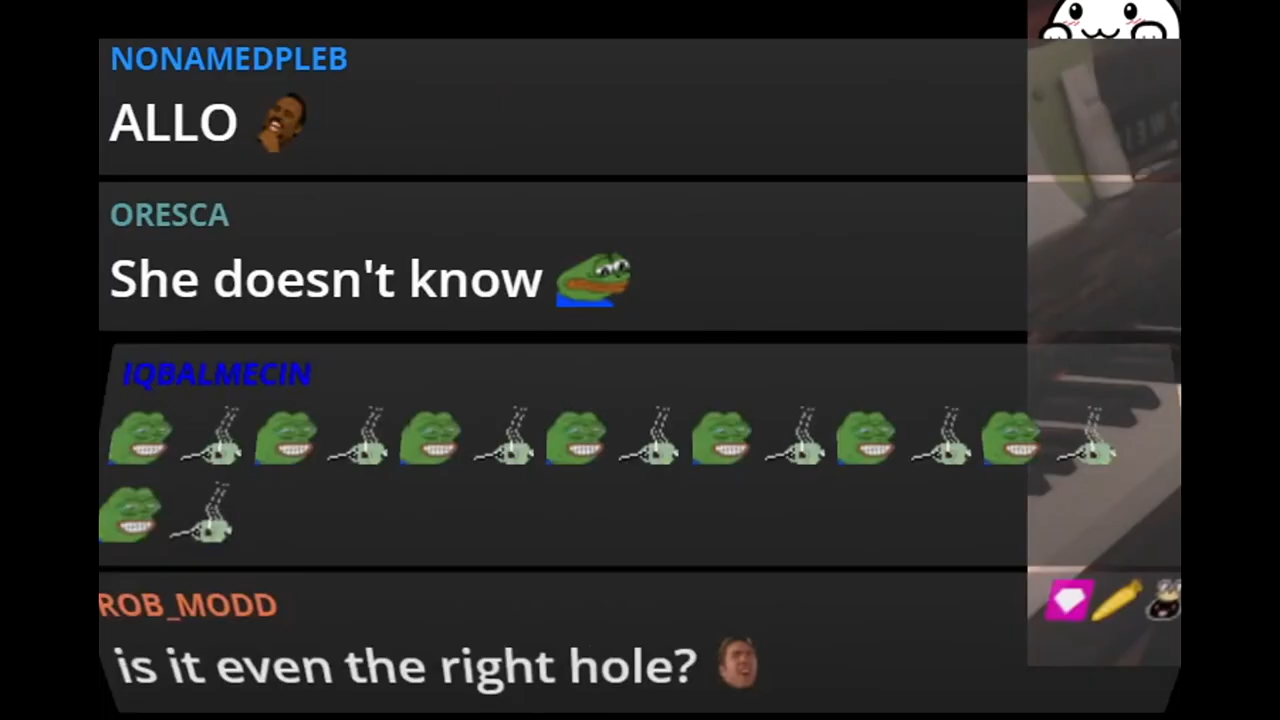 NONAMEDPLEB
ALLO
ORESCA
She doesn't know
IQBALMECIN
ROB_MODD
is it even the right hole?